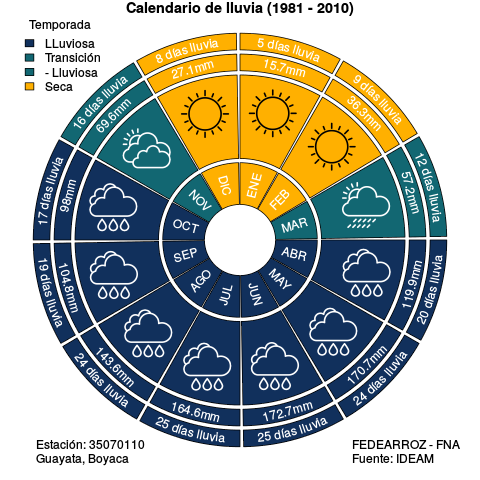 Calendario de lluvia (1981 - 2010)
Temporada
LLuviosa
Transición
- Lluviosa
Seca
5 días lluvia
15.7mm
ENE
9 días lluvia
36.3mm
FEB
12 días lluvia
57.2mm
MAR
20 días lluvia
119.9mm
ABR
24 días lluvia
170.7mm
MAY
25 días lluvia
172.7mm
JUN
25 días lluvia
164.6mm
JUL
24 días lluvia
143.6mm
AGO
19 días lluvia
104.8mm
SEP
17 días lluvia
98mm
OCT
16 días lluvia
69.6mm
NOV
8 días lluvia
27.1mm
DIC
Estación: 35070110
Guayata, Boyaca
FEDEARROZ - FNA
Fuente: IDEAM